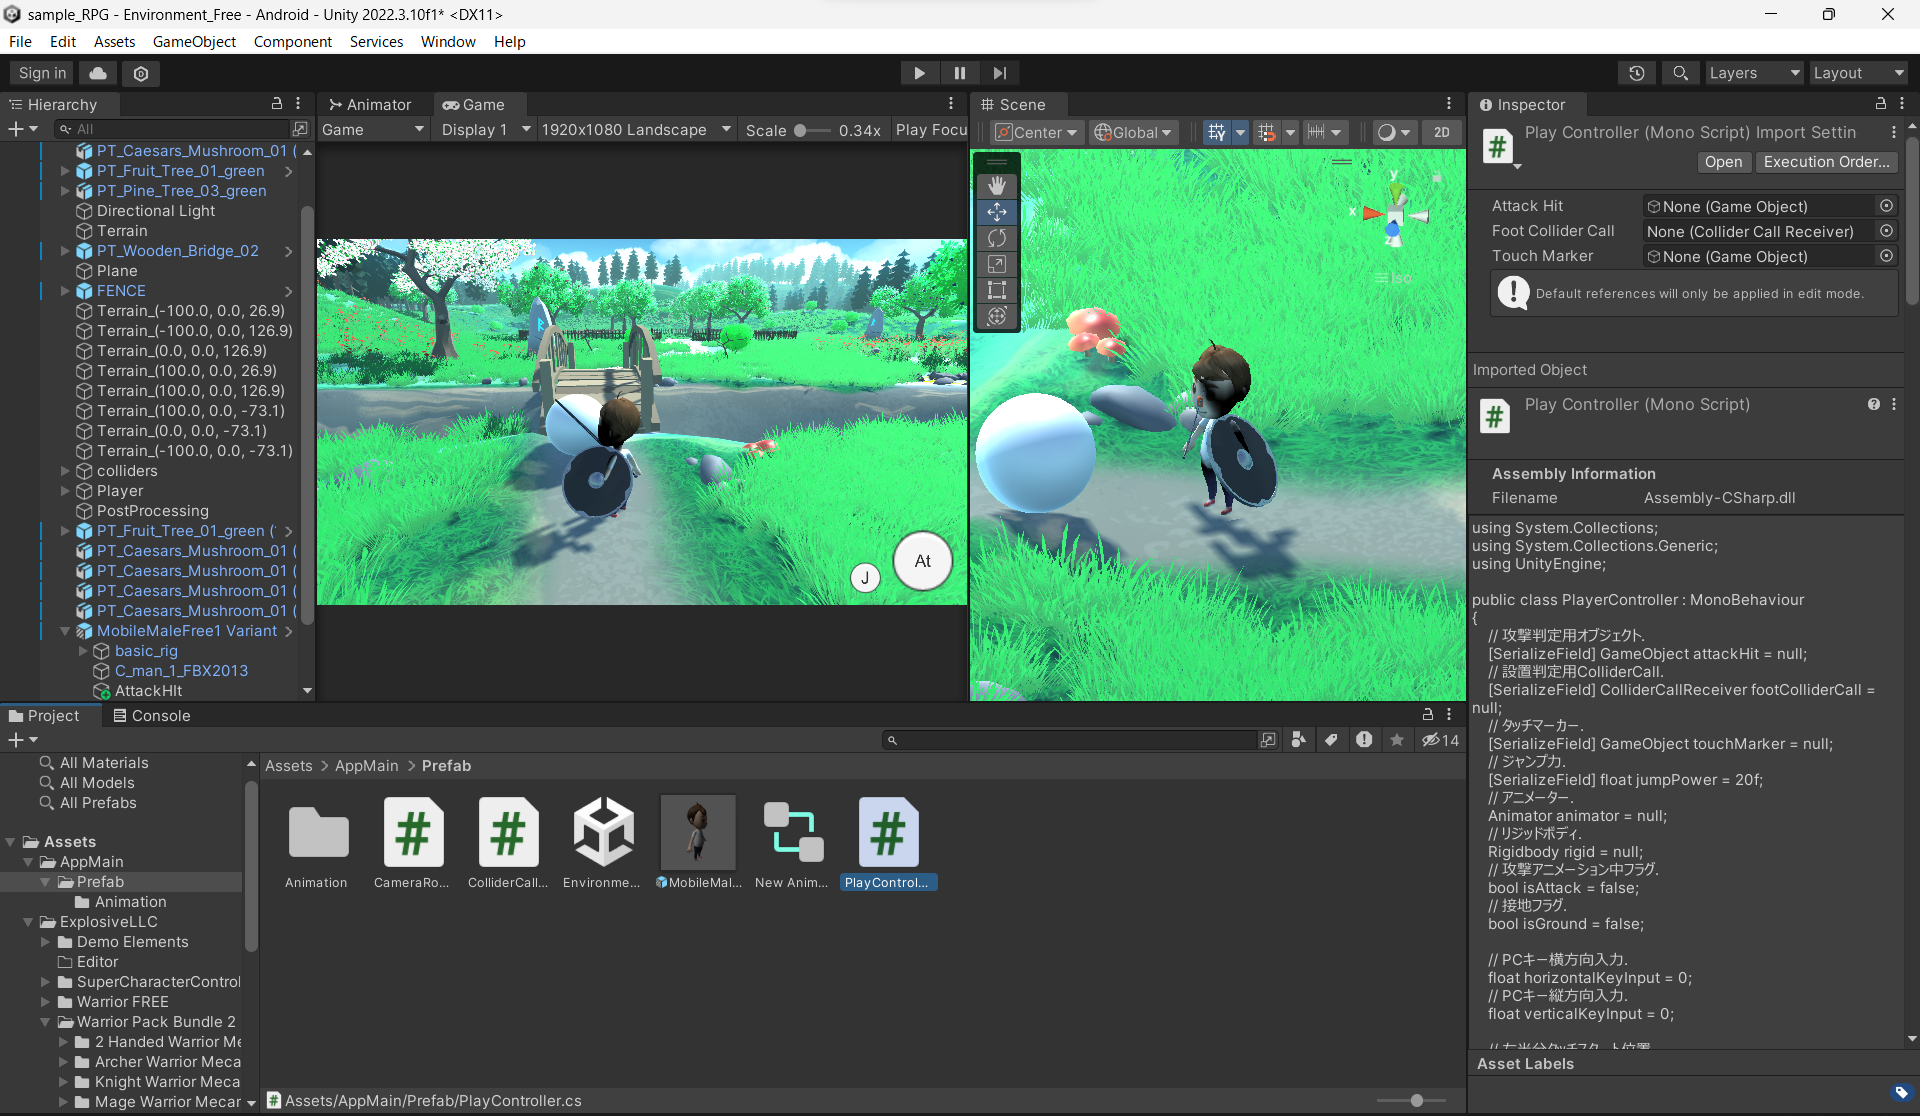 sample_RPG - Environment_Free - Android - Unity 2022.3.10f1* <DX11>
File Edit Assets GameObject Component Services Window Help
Sign in
Layers
Layout
Hierarchy
All
PT_Caesars_Mushroom_01 (
PT_Fruit_Tree_01_green
PT_Pine_Tree_03_green
Directional Light
Terrain
PT_Wooden_Bridge_02
Plane
FENCE
Terrain_(-100.0, 0.0, 26.9)
Terrain_(-100.0, 0.0, 126.9)
Terrain_(0.0, 0.0, 126.9)
Terrain_(100.0, 0.0, 26.9)
Terrain_(100.0, 0.0, 126.9)
Terrain_(100.0, 0.0, -73.1)
Terrain_(0.0, 0.0, -73.1)
Terrain_(-100.0, 0.0, -73.1)
colliders
Player
PostProcessing
PT_Fruit_Tree_01_green (
PT_Caesars_Mushroom_01 (
PT_Caesars_Mushroom_01 (
PT_Caesars_Mushroom_01 (
PT_Caesars_Mushroom_01 (
MobileMaleFree1 Variant
basic_rig
C_man_1_FBX2013
AttackHIt
Animator
Game
Game Display 1 1920x1080 Landscape Scale 0.34x Play Focu
J
At
Scene
Center
Global
2D
y
x
z
Iso
Inspector
Play Controller (Mono Script) Import Settin
Open
Execution Order...
Attack Hit None (Game Object)
Foot Collider Call None (Collider Call Receiver)
Touch Marker None (Game Object)
Default references will only be applied in edit mode.
Imported Object
Play Controller (Mono Script)
Assembly Information
Filename Assembly-CSharp.dll
using System.Collections;
using System.Collections.Generic;
using UnityEngine;
public class PlayerController : MonoBehaviour
{
// 攻撃判定用オブジェクト.
[SerializeField] GameObject attackHit = null;
// 設置判定用ColliderCall.
[SerializeField] ColliderCallReceiver footColliderCall =
null;
// タッチマーカー.
[SerializeField] GameObject touchMarker = null;
// ジャンプ力.
[SerializeField] float jumpPower = 20f;
// アニメーター.
Animator animator = null;
// リジッドボディ.
Rigidbody rigid = null;
// 攻撃アニメーション中フラグ.
bool isAttack = false;
// 接地フラグ.
bool isGround = false;
// PCキー横方向入力.
float horizontalKeyInput = 0;
// PCキー縦方向入力.
float verticalKeyInput = 0;
// 左半分タッチスタート位置
Asset Labels
Project
Console
14
All Materials
All Models
All Prefabs
Assets
AppMain
Prefab
Animation
ExplosiveLLC
Demo Elements
Editor
SuperCharacterControl
Warrior FREE
Warrior Pack Bundle 2
2 Handed Warrior Me
Archer Warrior Meca
Knight Warrior Meca
Mage Warrior Mecar
Assets > AppMain > Prefab
Animation
CameraRo...
ColliderCall...
Environme...
MobileMal...
New Anim...
PlayControl...
Assets/AppMain/Prefab/PlayController.cs